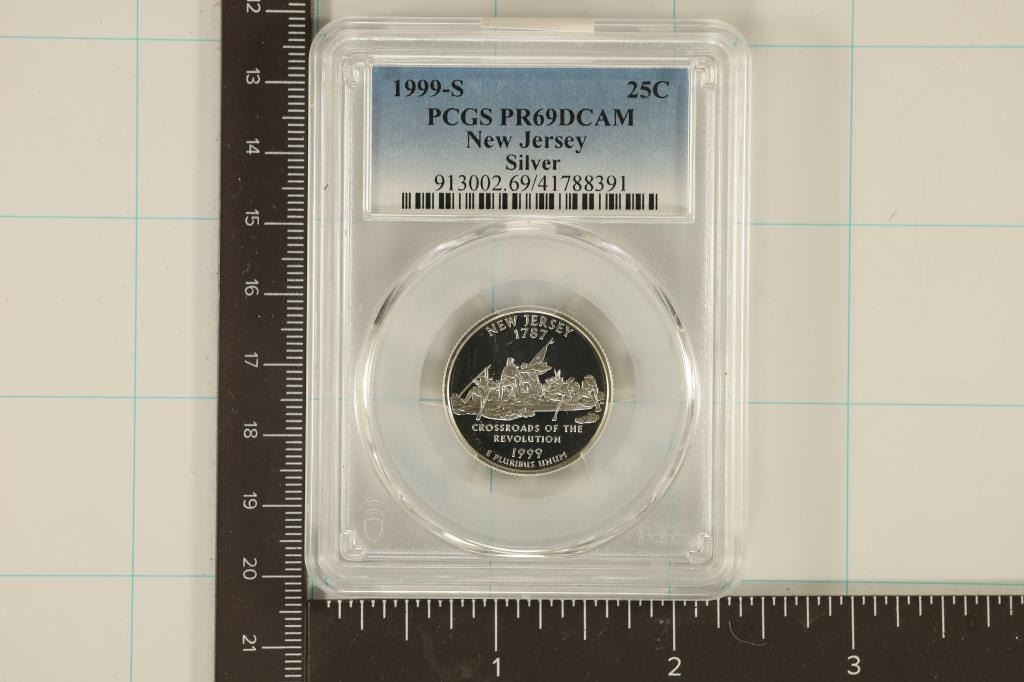 1999-S 25C
PCGS PR69DCAM
New Jersey
Silver
913002.69/41788391
NEW JERSEY
1787
CROSSROADS OF THE
REVOLUTION
1999
E PLURIBUS UNUM
12
13
14
15
16
17
18
19
20
21
1 2 3